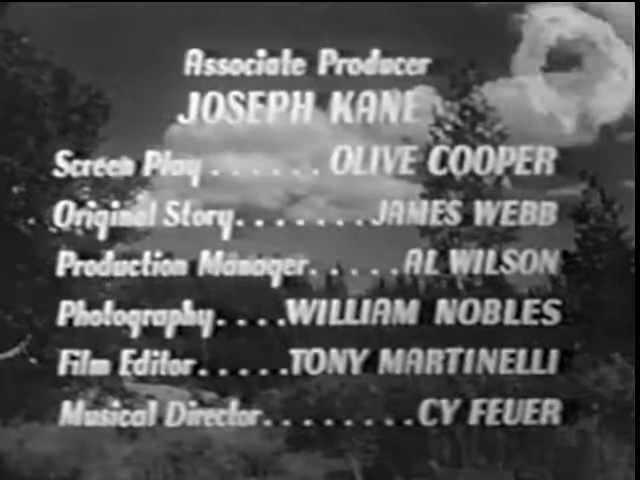 Associate Producer
JOSEPH KANE
Screen Play . . . . . . OLIVE COOPER
Original Story. . . . . . . JAMES WEBB
Production Manager. . . . . AL WILSON
Photography. . . . WILLIAM NOBLES
Film Editor. . . . . TONY MARTINELLI
Musical Director. . . . . . . . CY FEUER